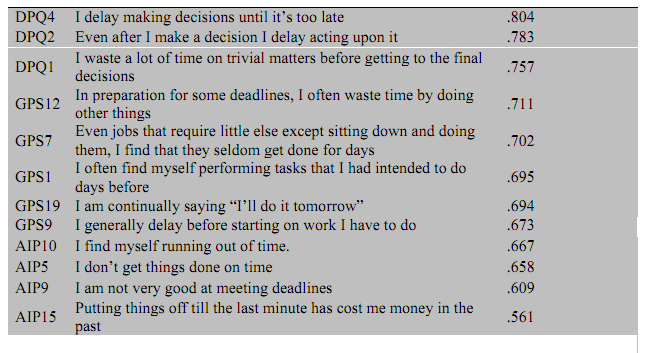 DPQ4 I delay making decisions until it's too late .804
DPQ2 Even after I make a decision I delay acting upon it .783
DPQ1 I waste a lot of time on trivial matters before getting to the final .757
decisions
GPS12 In preparation for some deadlines, I often waste time by doing .711
other things
GPS7 Even jobs that require little else except sitting down and doing .702
them, I find that they seldom get done for days
GPS1 I often find myself performing tasks that I had intended to do .695
days before
GPS19 I am continually saying “I'll do it tomorrow” .694
GPS9 I generally delay before starting on work I have to do .673
AIP10 I find myself running out of time. .667
AIP5 I don't get things done on time .658
AIP9 I am not very good at meeting deadlines .609
AIP15 Putting things off till the last minute has cost me money in the .561
past